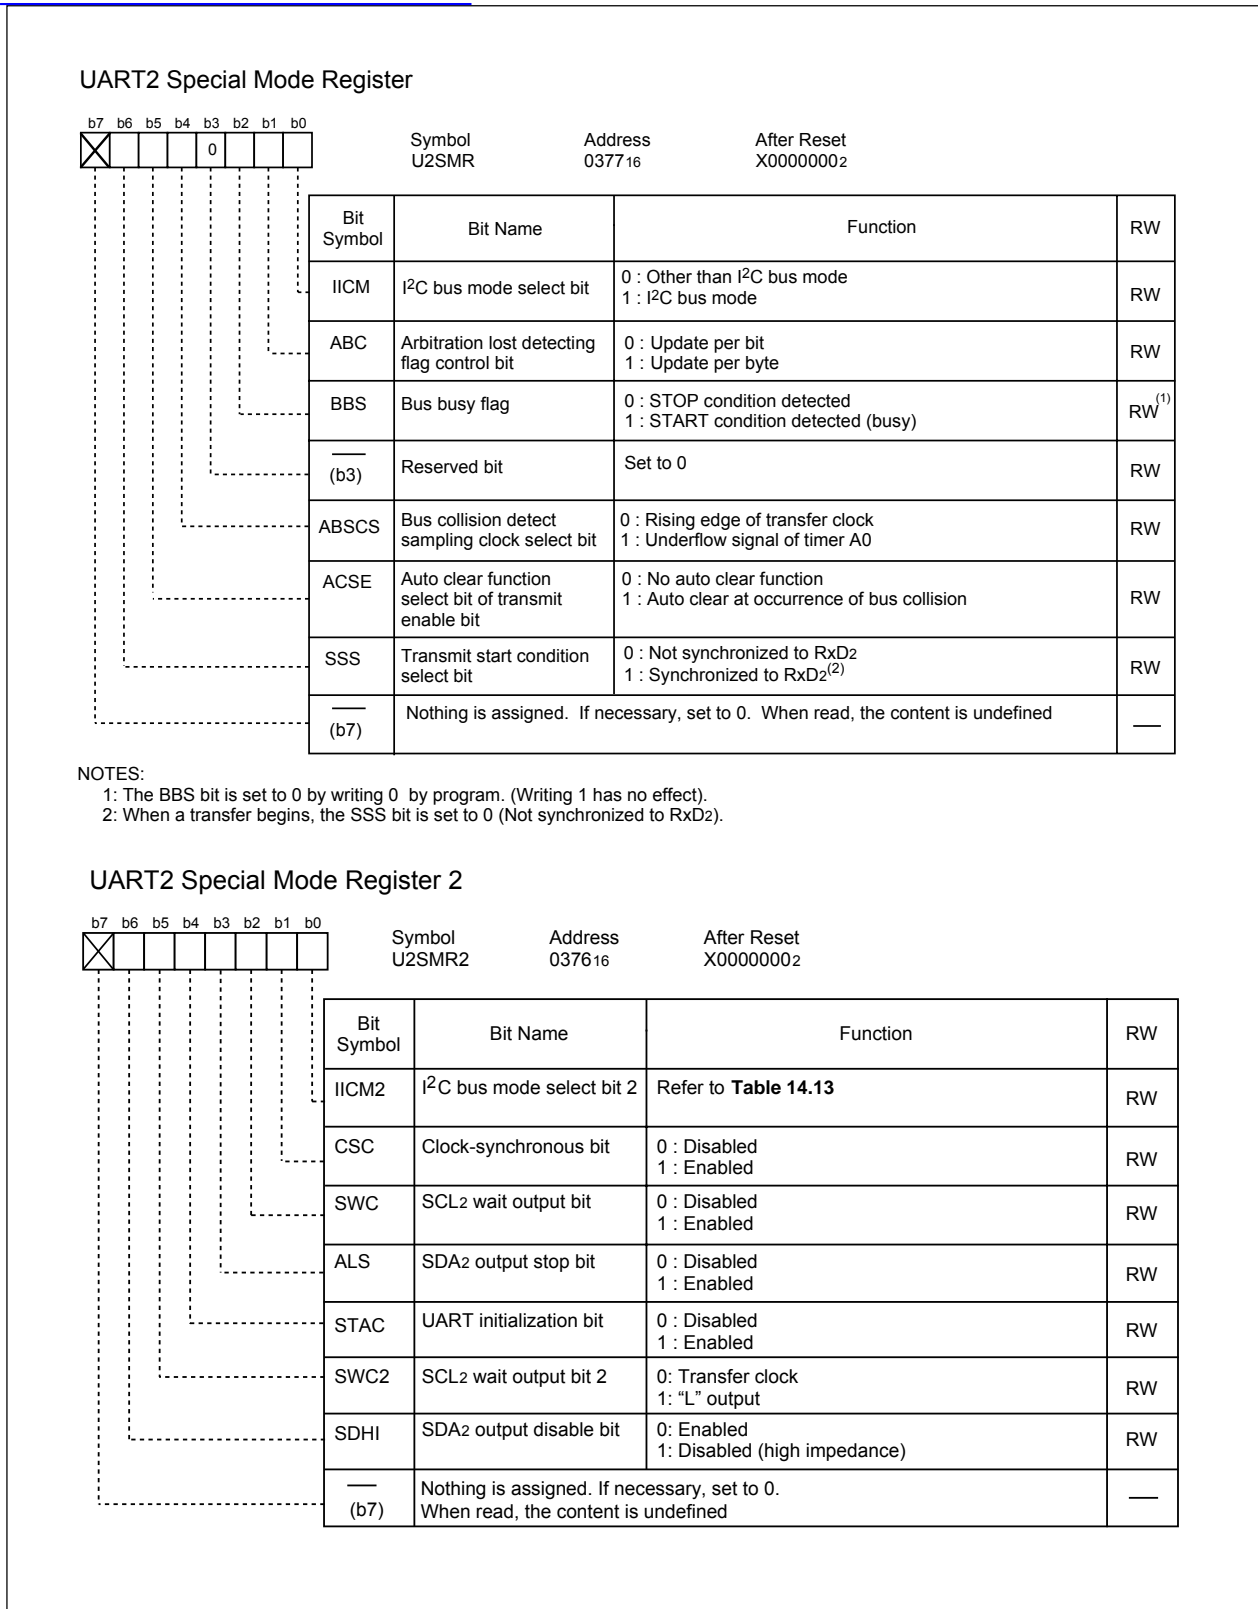 UART2 Special Mode Register
b7 b6 b5 b4 b3 b2 b1 b0
0
Symbol Address After Reset
U2SMR 037716 X00000002
Bit Symbol Bit Name Function RW
IICM I2C bus mode select bit 0 : Other than I2C bus mode
1 : I2C bus mode RW
ABC Arbitration lost detecting flag control bit 0 : Update per bit
1 : Update per byte RW
BBS Bus busy flag 0 : STOP condition detected
1 : START condition detected (busy) RW(1)
(b3) Reserved bit Set to 0 RW
ABSCS Bus collision detect sampling clock select bit 0 : Rising edge of transfer clock
1 : Underflow signal of timer A0 RW
ACSE Auto clear function select bit of transmit enable bit 0 : No auto clear function
1 : Auto clear at occurrence of bus collision RW
SSS Transmit start condition select bit 0 : Not synchronized to RxD2
1 : Synchronized to RxD2(2) RW
(b7) Nothing is assigned. If necessary, set to 0. When read, the content is undefined —
NOTES:
1: The BBS bit is set to 0 by writing 0 by program. (Writing 1 has no effect).
2: When a transfer begins, the SSS bit is set to 0 (Not synchronized to RxD2).
UART2 Special Mode Register 2
b7 b6 b5 b4 b3 b2 b1 b0
Symbol Address After Reset
U2SMR2 037616 X00000002
Bit Symbol Bit Name Function RW
IICM2 I2C bus mode select bit 2 Refer to Table 14.13 RW
CSC Clock-synchronous bit 0 : Disabled
1 : Enabled RW
SWC SCL2 wait output bit 0 : Disabled
1 : Enabled RW
ALS SDA2 output stop bit 0 : Disabled
1 : Enabled RW
STAC UART initialization bit 0 : Disabled
1 : Enabled RW
SWC2 SCL2 wait output bit 2 0: Transfer clock
1: “L” output RW
SDHI SDA2 output disable bit 0: Enabled
1: Disabled (high impedance) RW
(b7) Nothing is assigned. If necessary, set to 0.
When read, the content is undefined —